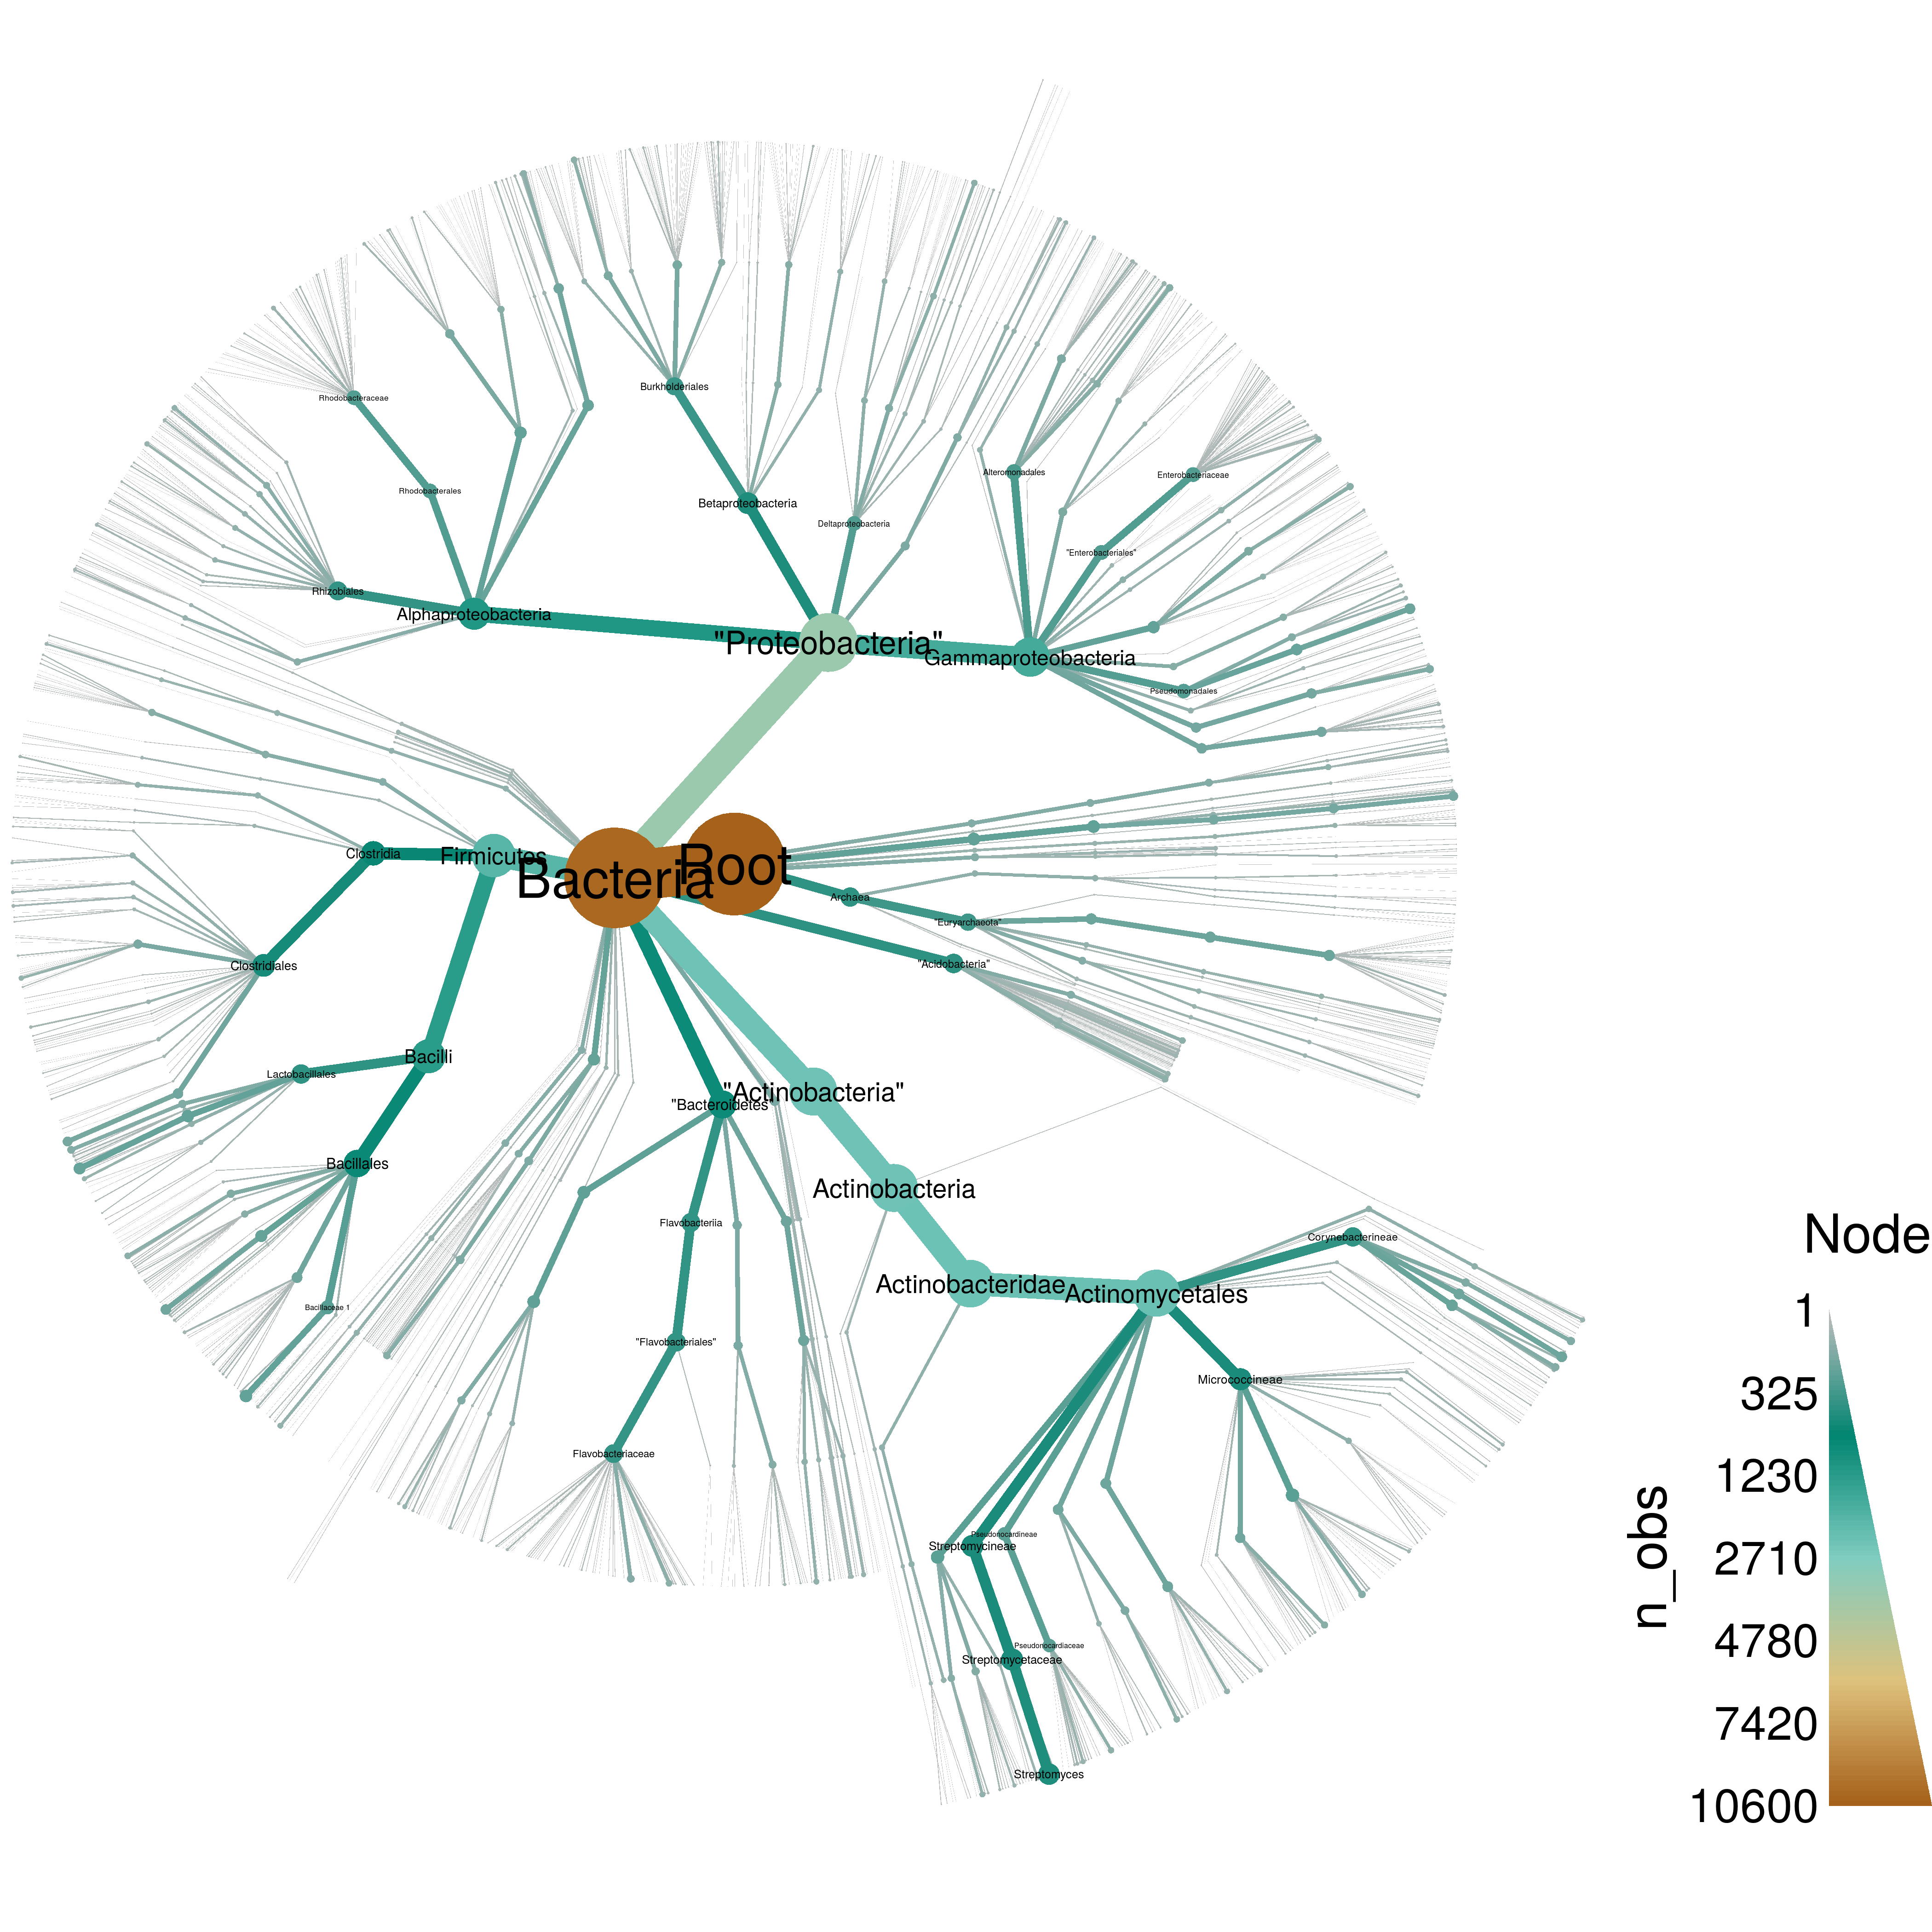 Burkholderiales
Rhodobacteraceae
Alteromonadales
Enterobacteriaceae
Rhodobacterales
Betaproteobacteria
Deltaproteobacteria
"Enterobacteriales"
Rhizobiales
Alphaproteobacteria
"Proteobacteria"
Gammaproteobacteria
Pseudomonadales
Clostridia
Firmicutes
Bacteria
Root
Archaea
"Euryarchaeota"
Clostridiales
"Acidobacteria"
Bacilli
Lactobacillales
"Bacteroidetes"
"Actinobacteria"
Bacillales
Actinobacteria
Flavobacteriia
Corynebacterineae
Actinobacteridae
Actinomycetales
Bacillaceae 1
"Flavobacteriales"
Micrococcineae
Flavobacteriaceae
Pseudonocardineae
Streptomycineae
Pseudonocardiaceae
Streptomycetaceae
Streptomyces
Node
1
325
1230
2710
4780
7420
10600
n_obs